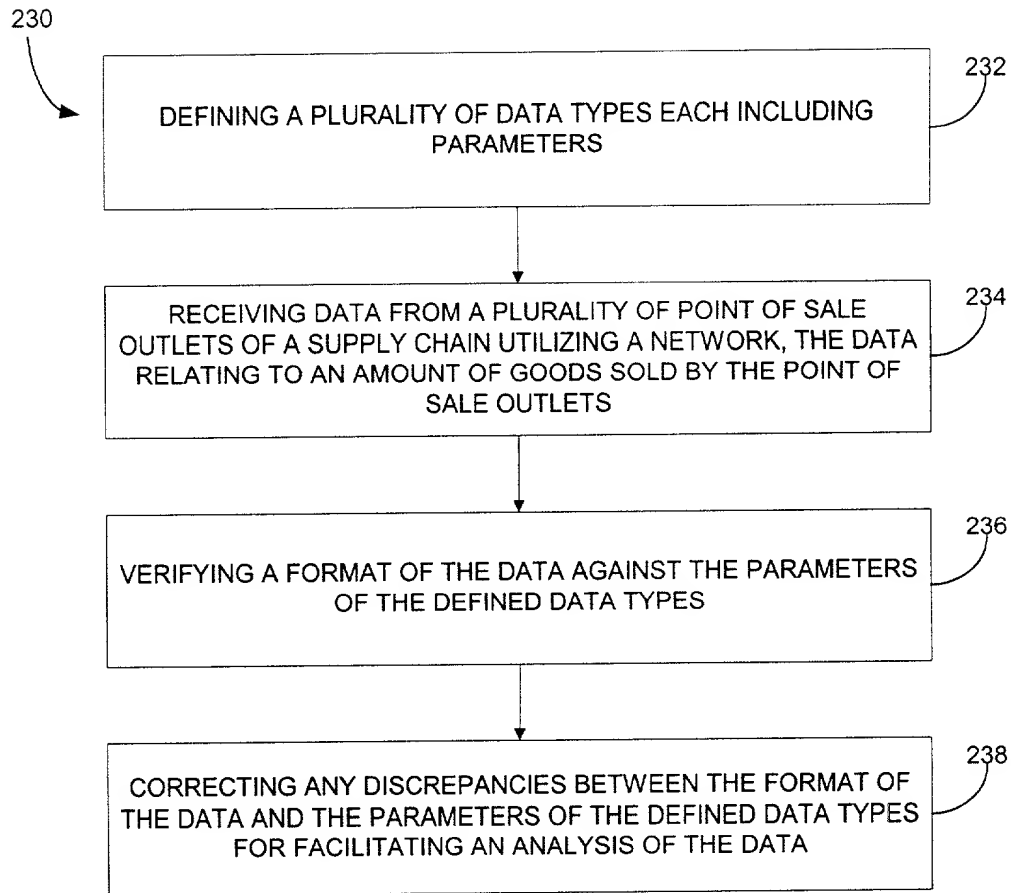 230
232
DEFINING A PLURALITY OF DATA TYPES EACH INCLUDING
PARAMETERS
234
RECEIVING DATA FROM A PLURALITY OF POINT OF SALE
OUTLETS OF A SUPPLY CHAIN UTILIZING A NETWORK, THE DATA
RELATING TO AN AMOUNT OF GOODS SOLD BY THE POINT OF
SALE OUTLETS
236
VERIFYING A FORMAT OF THE DATA AGAINST THE PARAMETERS
OF THE DEFINED DATA TYPES
238
CORRECTING ANY DISCREPANCIES BETWEEN THE FORMAT OF
THE DATA AND THE PARAMETERS OF THE DEFINED DATA TYPES
FOR FACILITATING AN ANALYSIS OF THE DATA